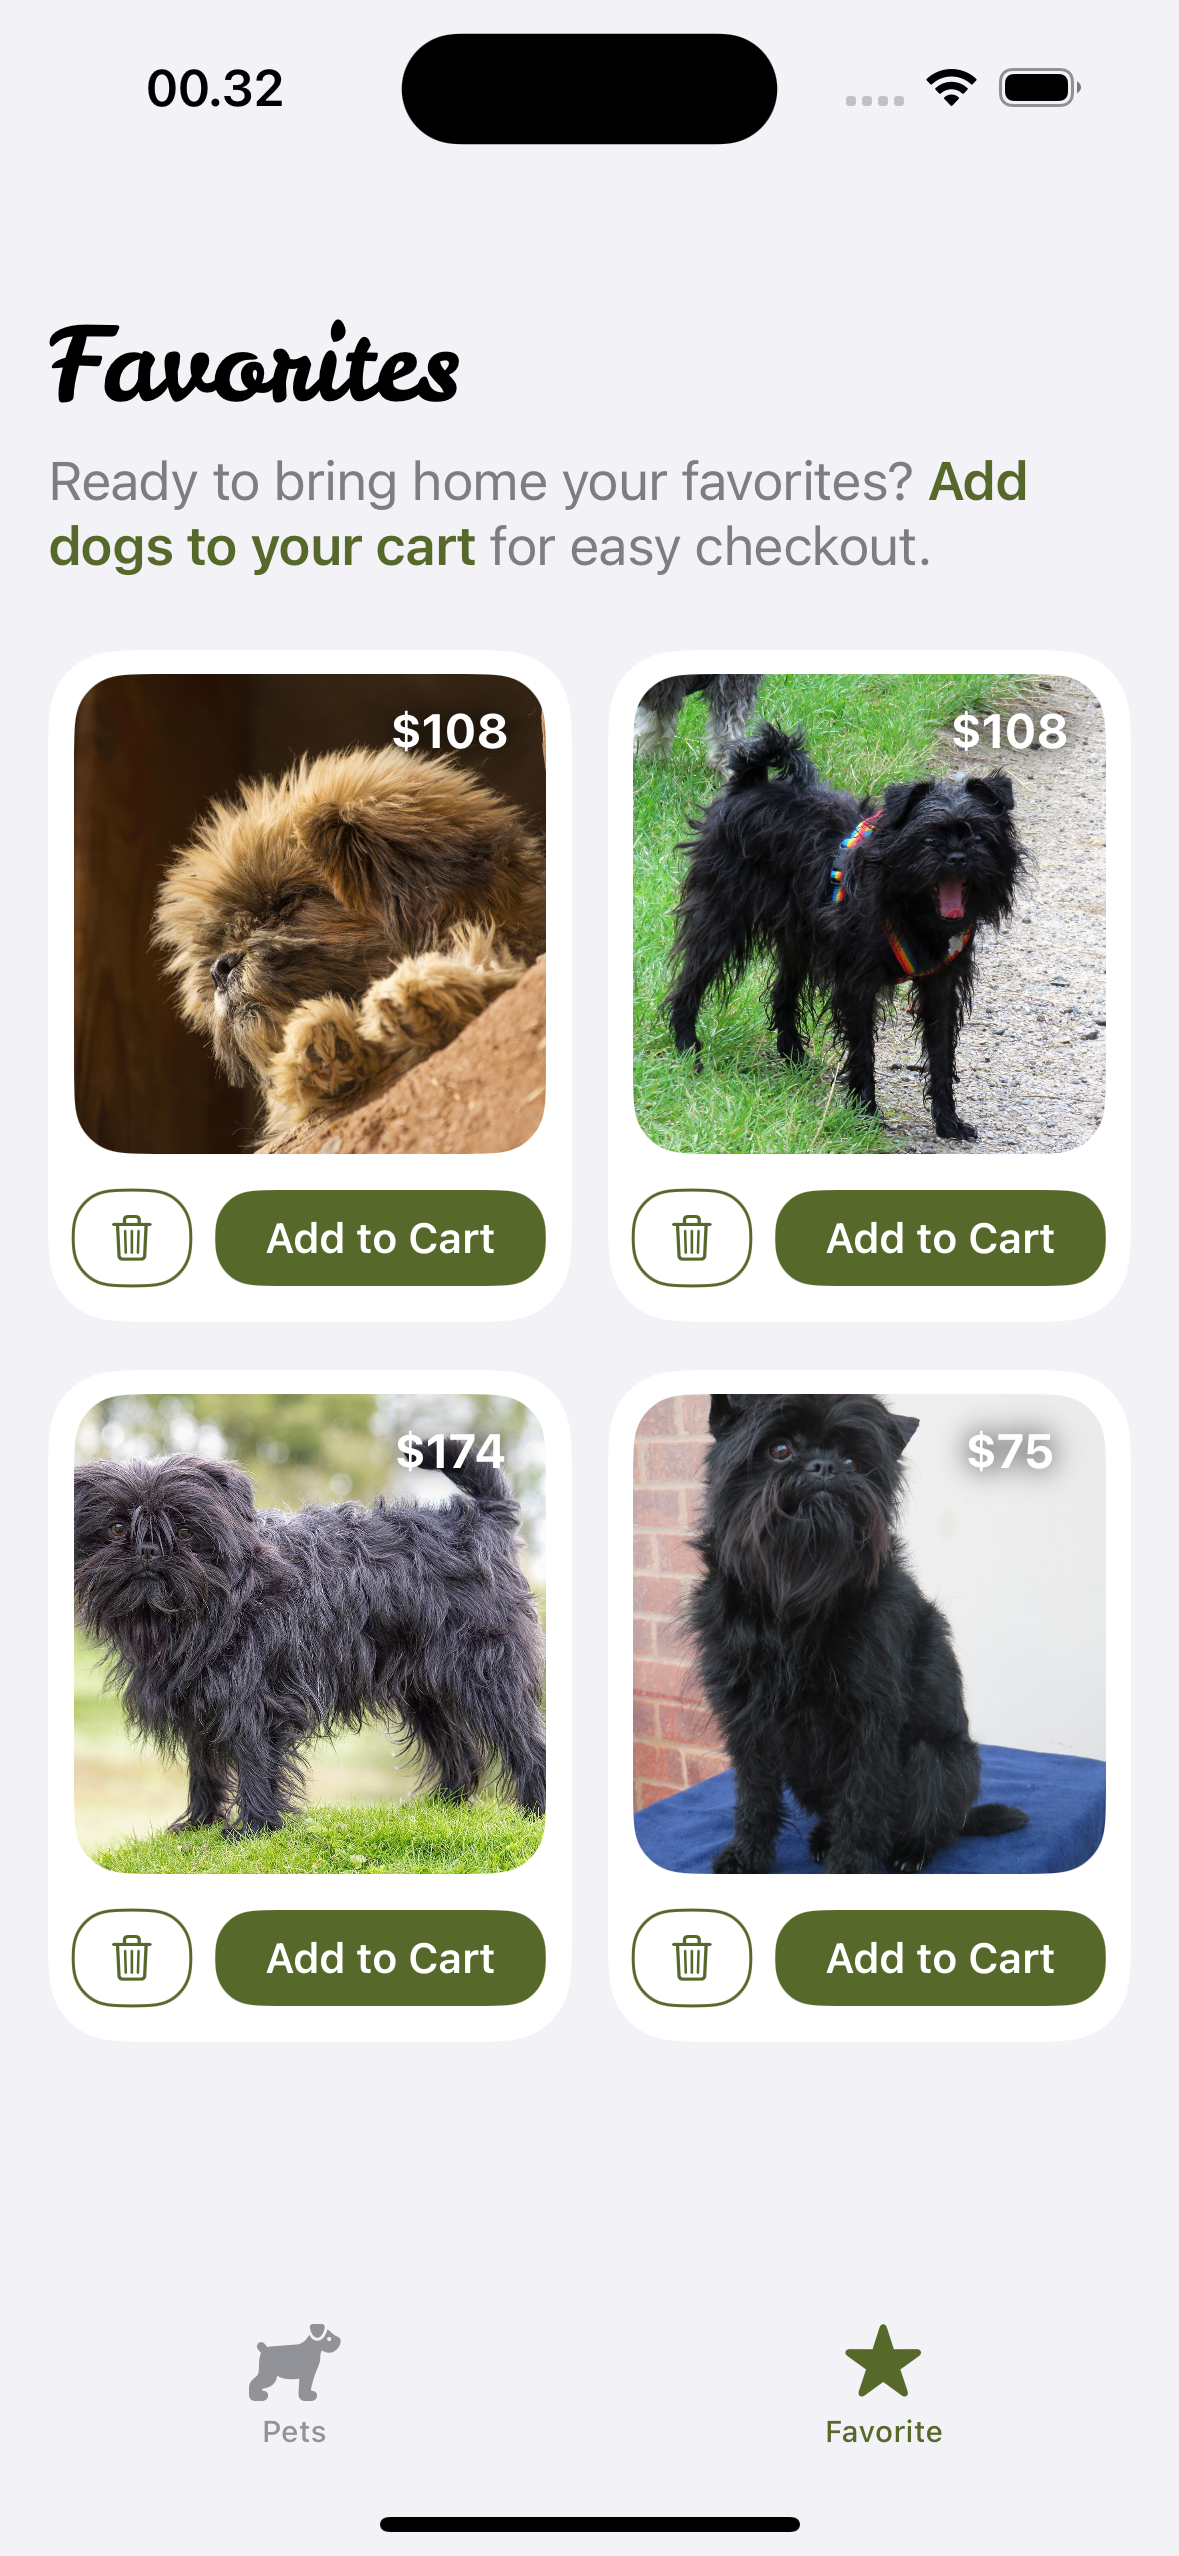 00.32
Favorites
Ready to bring home your favorites? Add
dogs to your cart for easy checkout.
$108
$108
Add to Cart
Add to Cart
$174
$75
Add to Cart
Add to Cart
Pets
Favorite